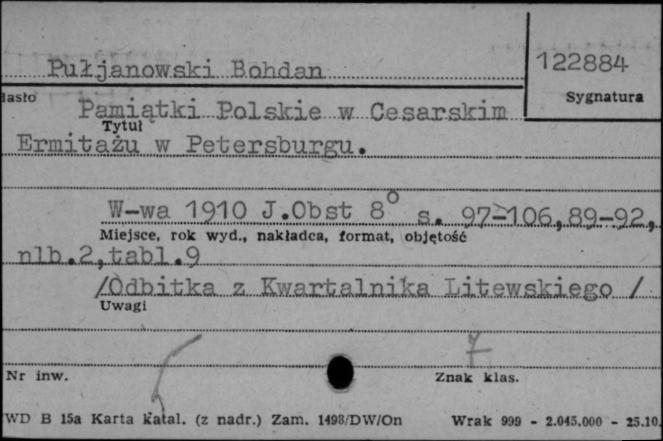 Pułjanowski Bohdan
122884
Hasło
Sygnatura
Pamiątki Polskie w Cesarskim
Tytuł
Ermitażu w Petersburgu.
W-wa 1910 J.Obst 8° s. 97-106,89-92,
Miejsce, rok wyd., nakładca, format, objętość
nlb.2,tabl.9
/Odbitka z Kwartalnika Litewskiego /
Uwagi
7
Nr inw.
Znak klas.
WD B 15a Karta katal. (z nadr.) Zam. 1498/DW/On Wrak 999 - 2.045.000 - 25.10